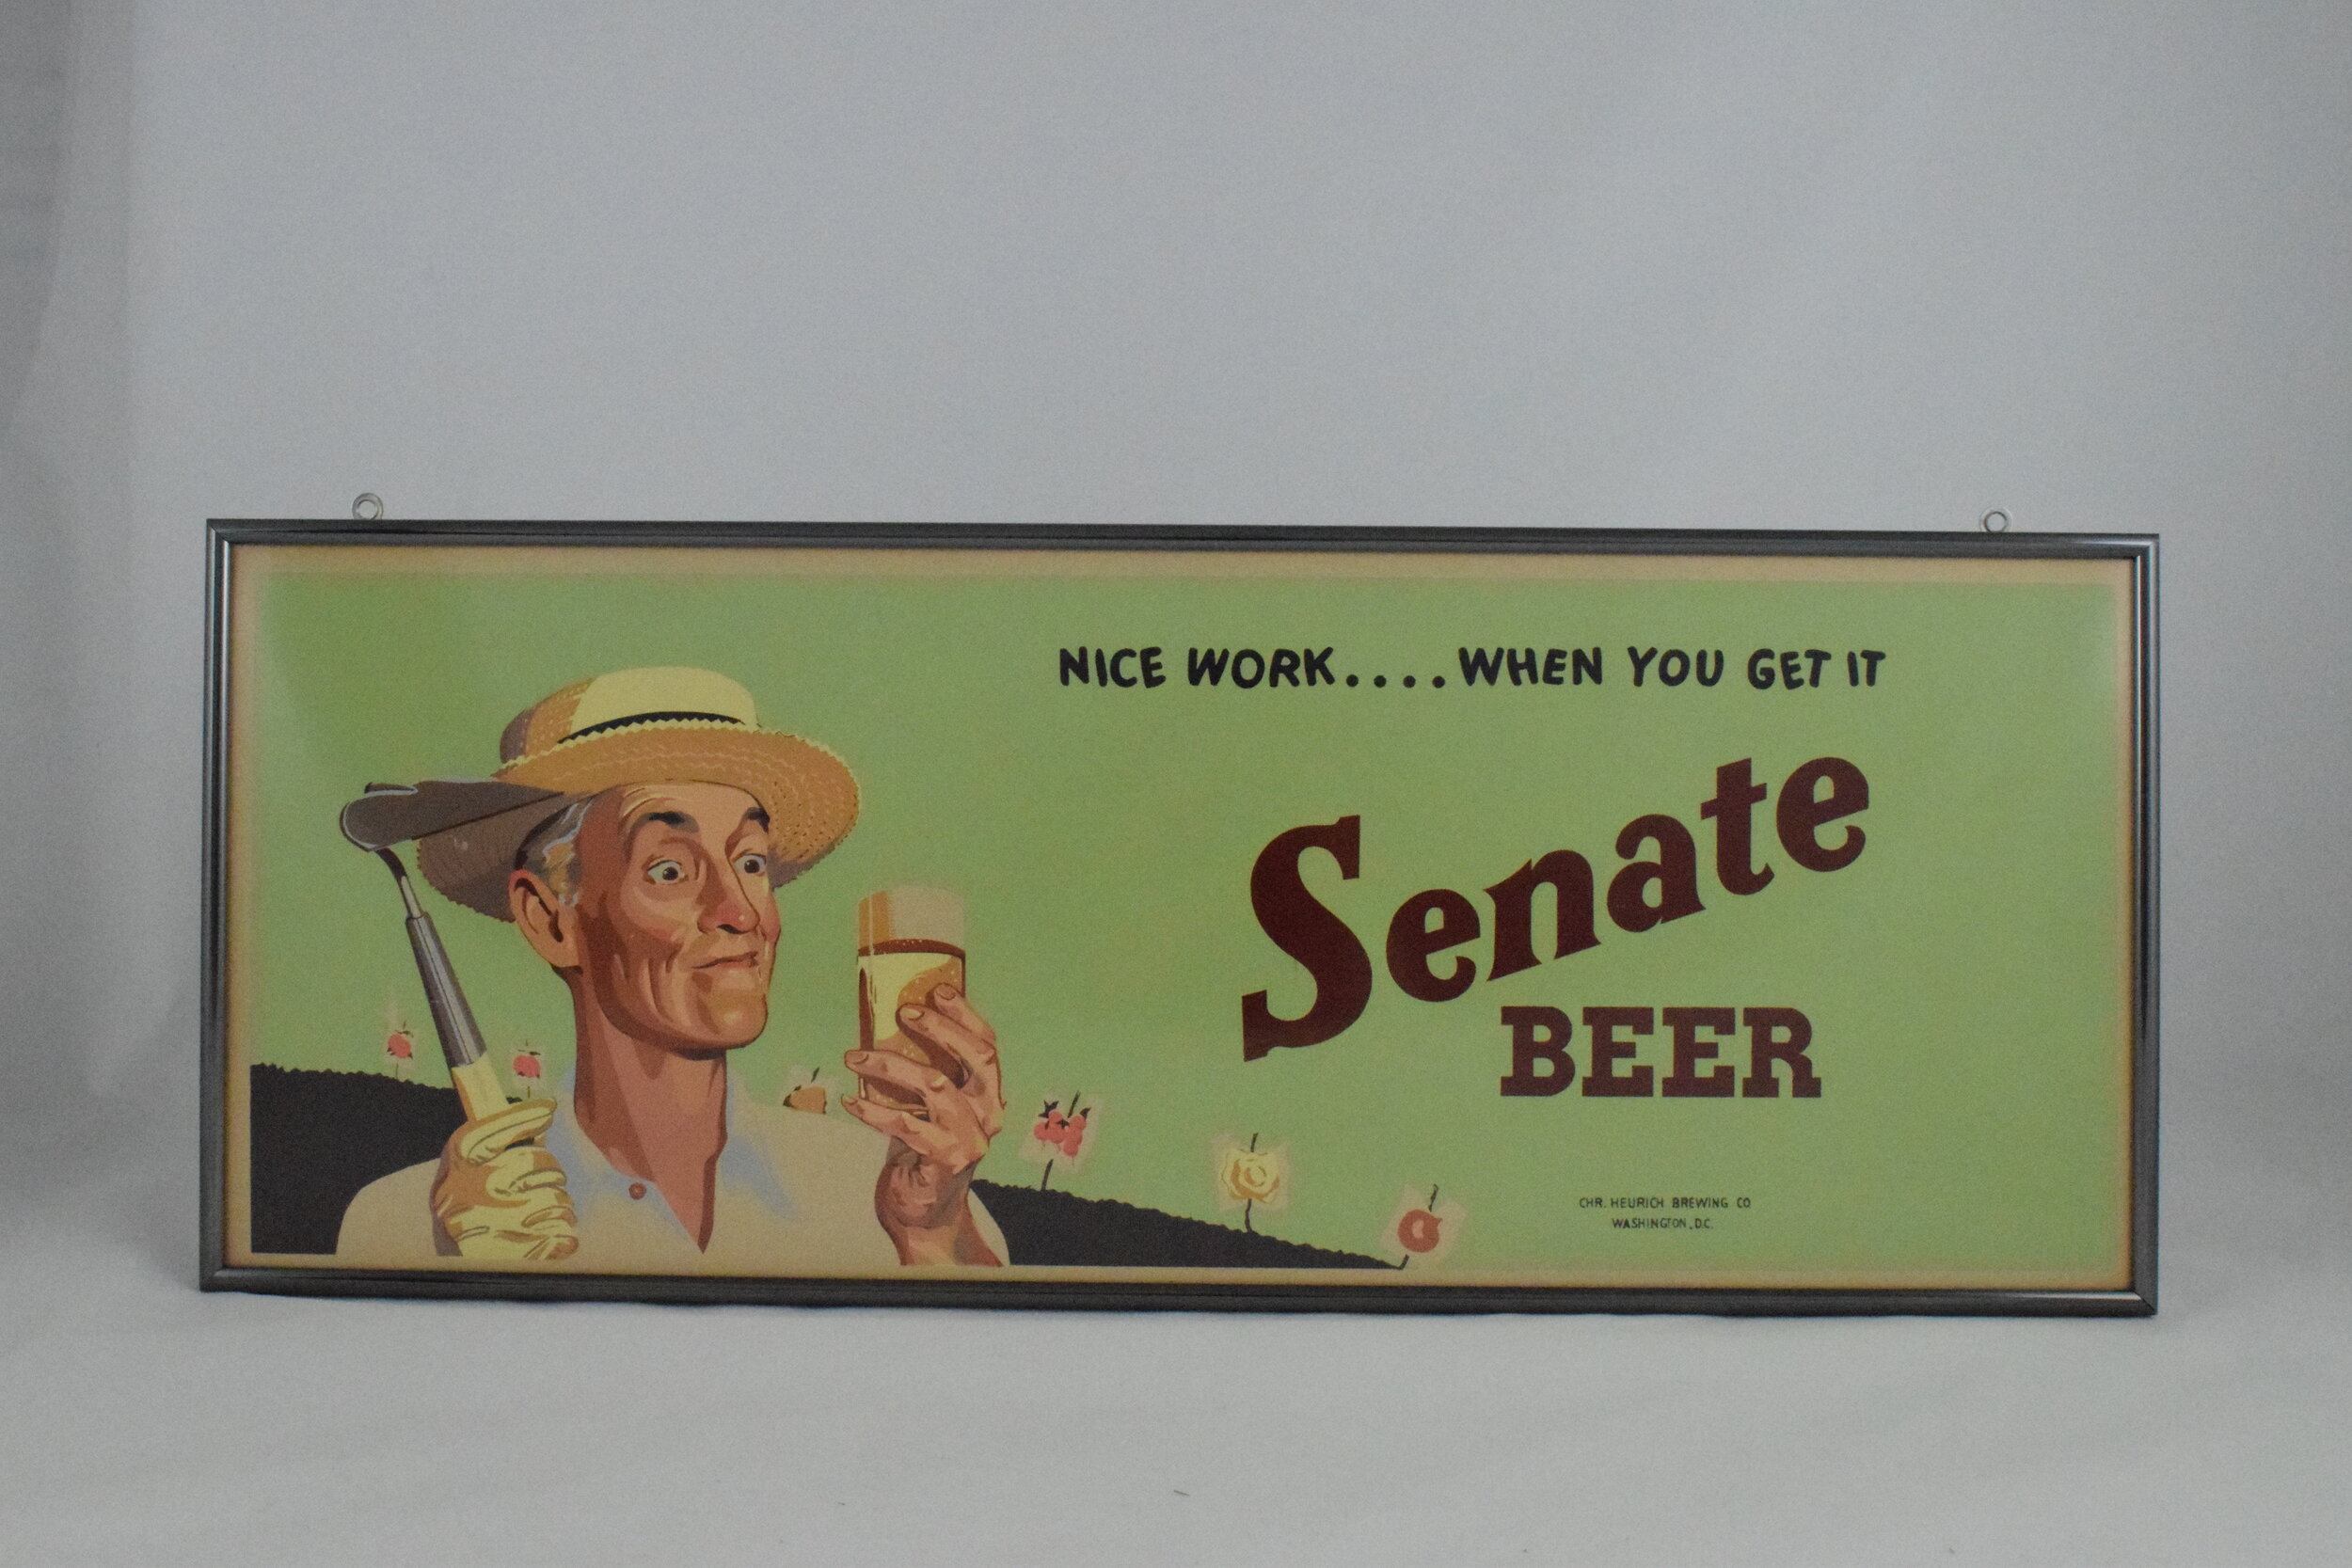 NICE WORK....WHEN YOU GET IT
Senate
BEER
CHR. HEURICH BREWING CO
WASHINGTON, D.C.